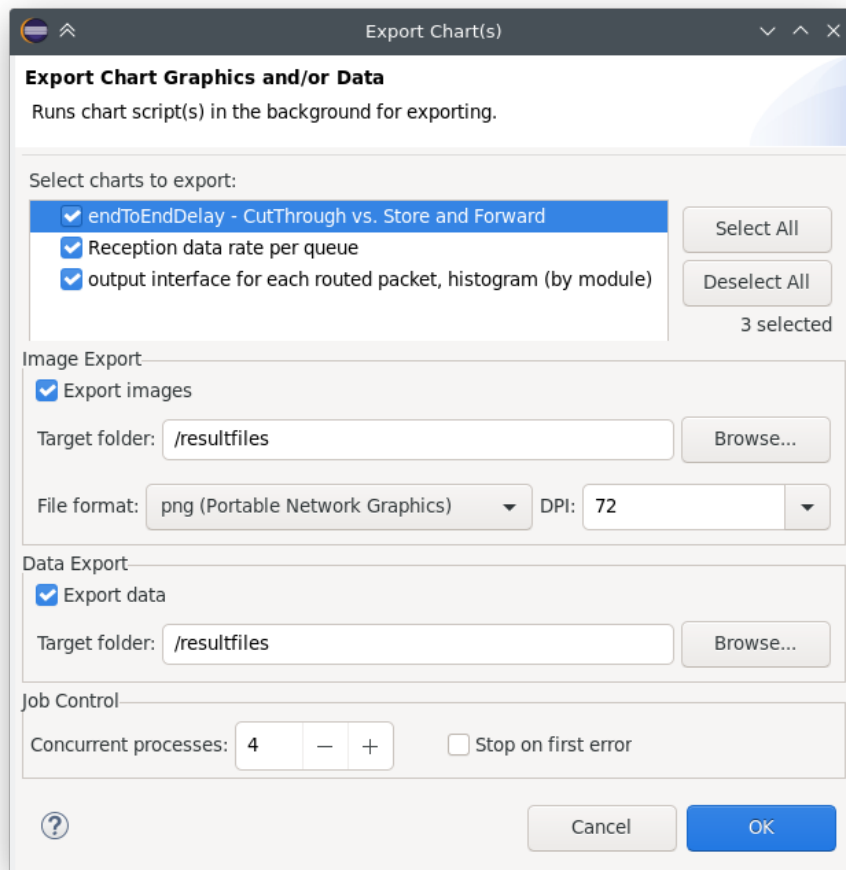 Export Chart(s)
Export Chart Graphics and/or Data
Runs chart script(s) in the background for exporting.
Select charts to export:
endToEndDelay - CutThrough vs. Store and Forward
Reception data rate per queue
output interface for each routed packet, histogram (by module)
Select All
Deselect All
3 selected
Image Export
Export images
Target folder: /resultfiles Browse...
File format: png (Portable Network Graphics) DPI: 72
Data Export
Export data
Target folder: /resultfiles Browse...
Job Control
Concurrent processes: 4 − + Stop on first error
? Cancel OK